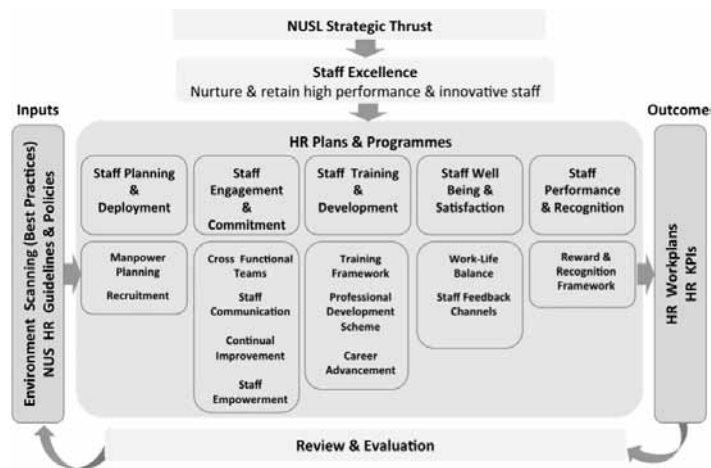 NUSL Strategic Thrust
Staff Excellence
Nurture & retain high performance & innovative staff
Inputs
Outcome
Environment Scanning (Best Practices)
NUS HR Guidelines & Policies
HR Plans & Programmes
Staff Planning
&
Deployment
Staff
Engagement
&
Commitment
Staff Training
&
Development
Staff Well
Being &
Satisfaction
Staff
Performance
& Recognition
Manpower
Planning
Recruitment
Cross Functional
Teams
Staff
Communication
Continual
Improvement
Staff
Empowerment
Training
Framework
Professional
Development
Scheme
Career
Advancement
Work-Life
Balance
Staff Feedback
Channels
Reward &
Recognition
Framework
HR Workplans
HR KPIs
Review & Evaluation